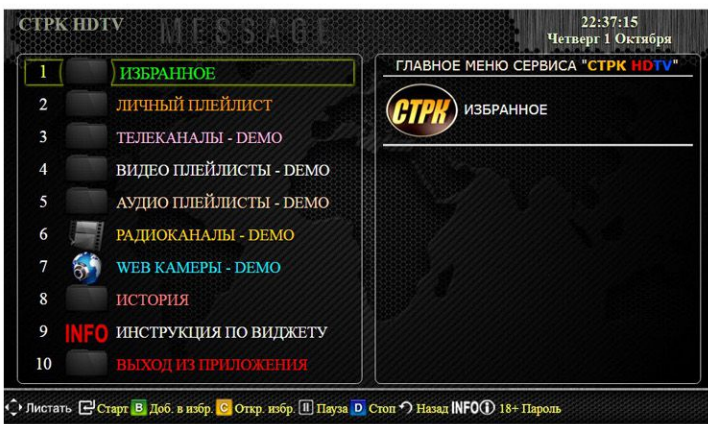 СТРК HDTV
MESSAGE
22:37:15
Четверг 1 Октября
1 ИЗБРАННОЕ
2 ЛИЧНЫЙ ПЛЕЙЛИСТ
3 ТЕЛЕКАНАЛЫ - DEMO
4 ВИДЕО ПЛЕЙЛИСТЫ - DEMO
5 АУДИО ПЛЕЙЛИСТЫ - DEMO
6 РАДИОКАНАЛЫ - DEMO
7 WEB КАМЕРЫ - DEMO
8 ИСТОРИЯ
9 INFO ИНСТРУКЦИЯ ПО ВИДЖЕТУ
10 ВЫХОД ИЗ ПРИЛОЖЕНИЯ
ГЛАВНОЕ МЕНЮ СЕРВИСА "СТРК HDTV"
СТРК ИЗБРАННОЕ
Листать Старт B Доб. в избр. C Откр. избр. Пауза D Стоп Назад INFO i 18+ Пароль